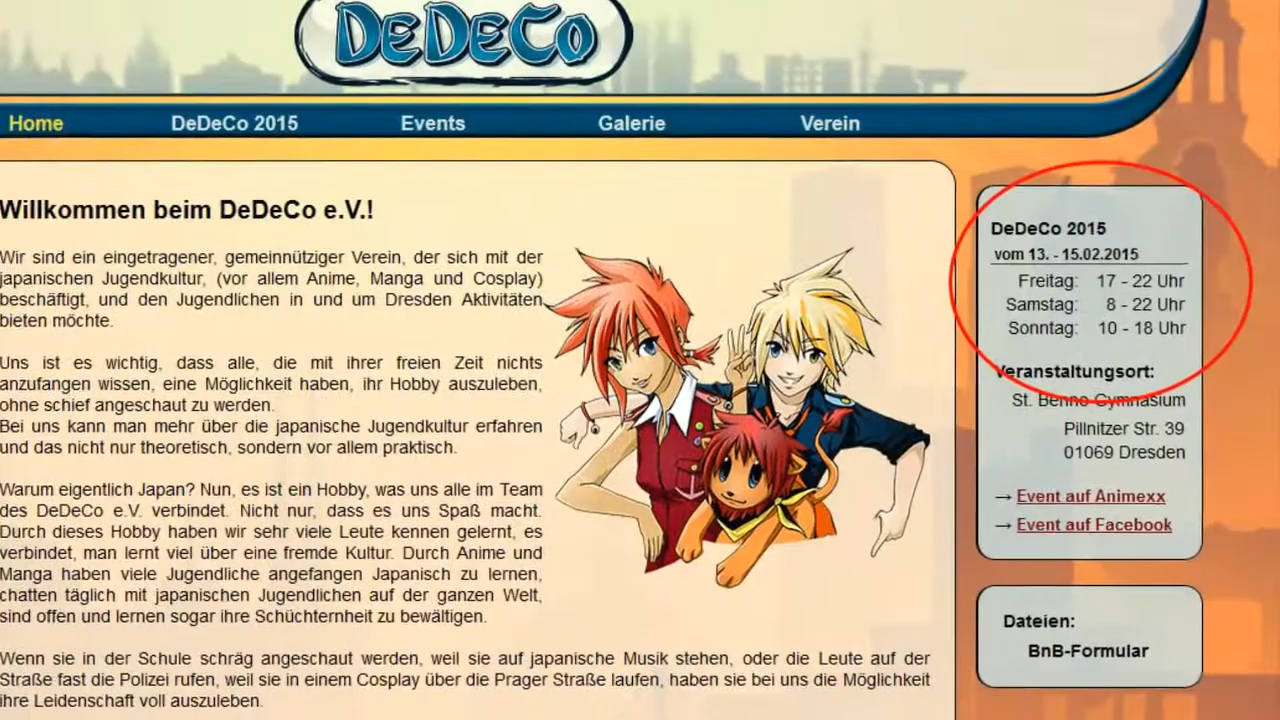 DeDeCo
Home DeDeCo 2015 Events Galerie Verein
Willkommen beim DeDeCo e.V.!
Wir sind ein eingetragener, gemeinnütziger Verein, der sich mit der
japanischen Jugendkultur, (vor allem Anime, Manga und Cosplay)
beschäftigt, und den Jugendlichen in und um Dresden Aktivitäten
bieten möchte.
Uns ist es wichtig, dass alle, die mit ihrer freien Zeit nichts
anzufangen wissen, eine Möglichkeit haben, ihr Hobby auszuleben,
ohne schief angeschaut zu werden.
Bei uns kann man mehr über die japanische Jugendkultur erfahren
und das nicht nur theoretisch, sondern vor allem praktisch.
Warum eigentlich Japan? Nun, es ist ein Hobby, was uns alle im Team
des DeDeCo e.V. verbindet. Nicht nur, dass es uns Spaß macht.
Durch dieses Hobby haben wir sehr viele Leute kennen gelernt, es
verbindet, man lernt viel über eine fremde Kultur. Durch Anime und
Manga haben viele Jugendliche angefangen Japanisch zu lernen,
chatten täglich mit japanischen Jugendlichen auf der ganzen Welt,
sind offen und lernen sogar ihre Schüchternheit zu bewältigen.
Wenn sie in der Schule schräg angeschaut werden, weil sie auf japanische Musik stehen, oder die Leute auf der
Straße fast die Polizei rufen, weil sie in einem Cosplay über die Prager Straße laufen, haben sie bei uns die Möglichkeit
ihre Leidenschaft voll auszuleben.
DeDeCo 2015
vom 13. - 15.02.2015
Freitag: 17 - 22 Uhr
Samstag: 8 - 22 Uhr
Sonntag: 10 - 18 Uhr
Veranstaltungsort:
St. Benno Gymnasium
Pillnitzer Str. 39
01069 Dresden
→ Event auf Animexx
→ Event auf Facebook
Dateien:
BnB-Formular